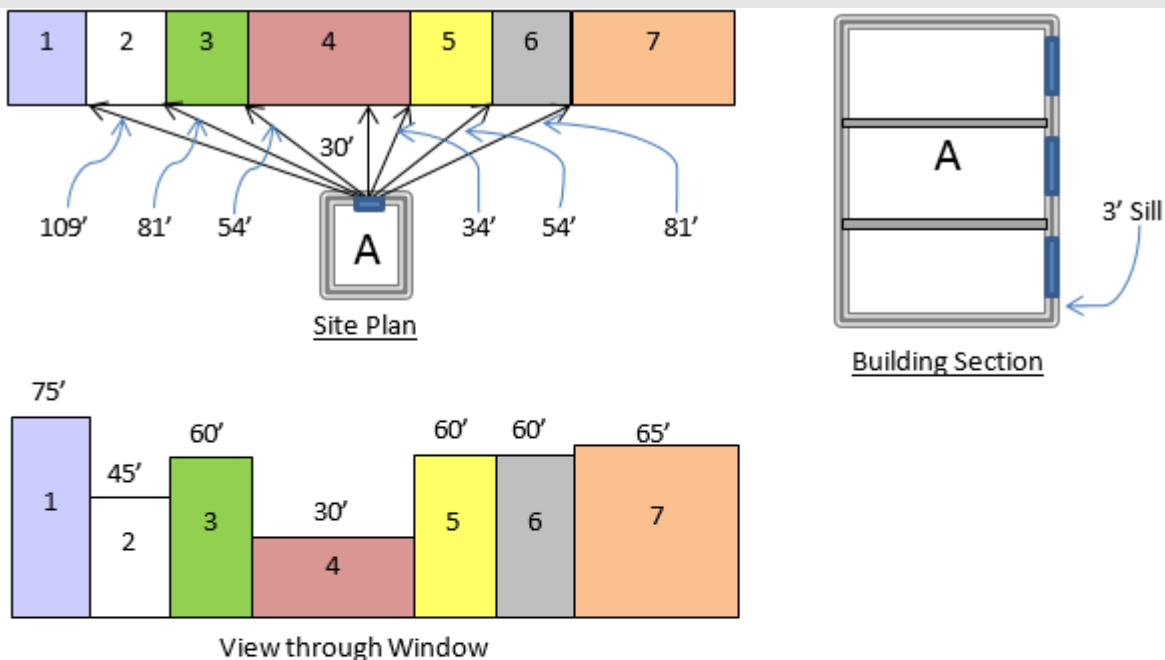 1 2 3 4 5 6 7
30’
109’ 81’ 54’ 34’ 54’ 81’
A
Site Plan
A
3’ Sill
Building Section
75’
60’ 60’ 60’ 65’
45’
30’
1 2 3 4 5 6 7
View through Window